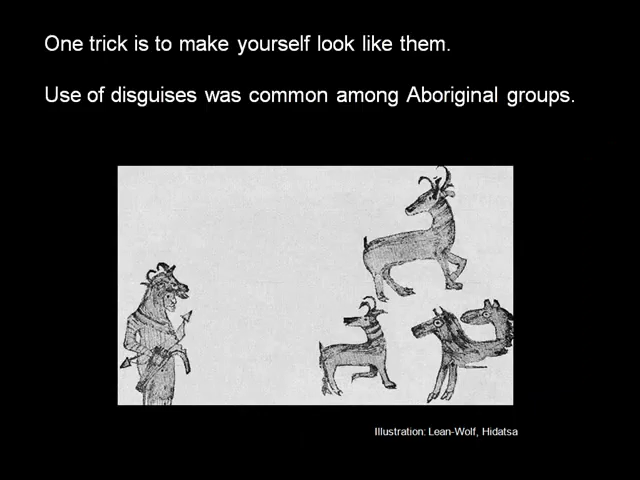 One trick is to make yourself look like them.
Use of disguises was common among Aboriginal groups.
Illustration: Lean-Wolf, Hidatsa